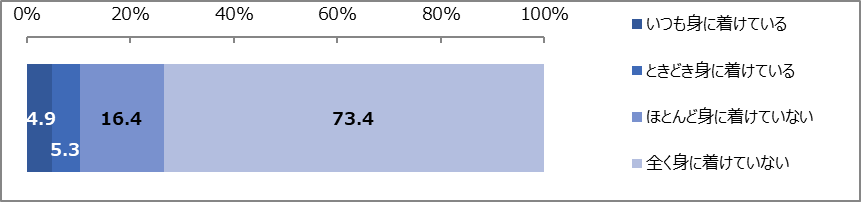 0% 20% 40% 60% 80% 100%
4.9 5.3 16.4 73.4
いつも身に着けている
ときどき身に着けている
ほとんど身に着けていない
全く身に着けていない